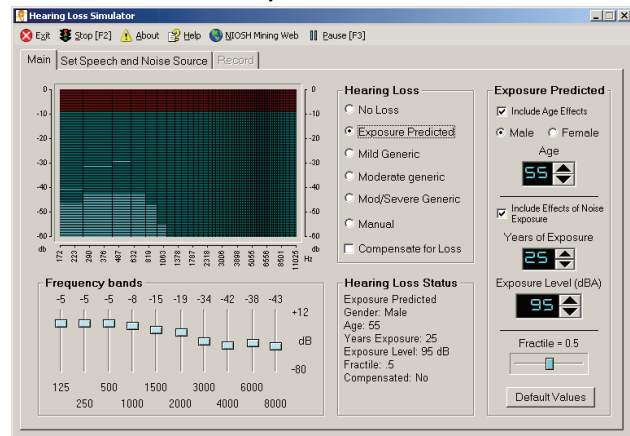 Hearing Loss Simulator
Exit Stop [F2] About Help NIOSH Mining Web Pause [F3]
Main Set Speech and Noise Source Record
0 0
-10 -10
-20 -20
-30 -30
-40 -40
-50 -50
-60 -60
db db
172 223 290 376 487 632 819 1063 1378 1787 2318 3006 3898 5055 6556 8501 11025 Hz
Hearing Loss
No Loss
Exposure Predicted
Mild Generic
Moderate generic
Mod/Severe Generic
Manual
Compensate for Loss
Exposure Predicted
Include Age Effects
Male Female
Age
55
Include Effects of Noise
Exposure
Years of Exposure
25
Exposure Level (dBA)
95
Fractile = 0.5
Default Values
Frequency bands
-5 -5 -5 -8 -15 -19 -34 -42 -38 -43
+12
dB
-80
125 500 1500 3000 6000
250 1000 2000 4000 8000
Hearing Loss Status
Exposure Predicted
Gender: Male
Age: 55
Years Exposure: 25
Exposure Level: 95 dB
Fractile: .5
Compensated: No